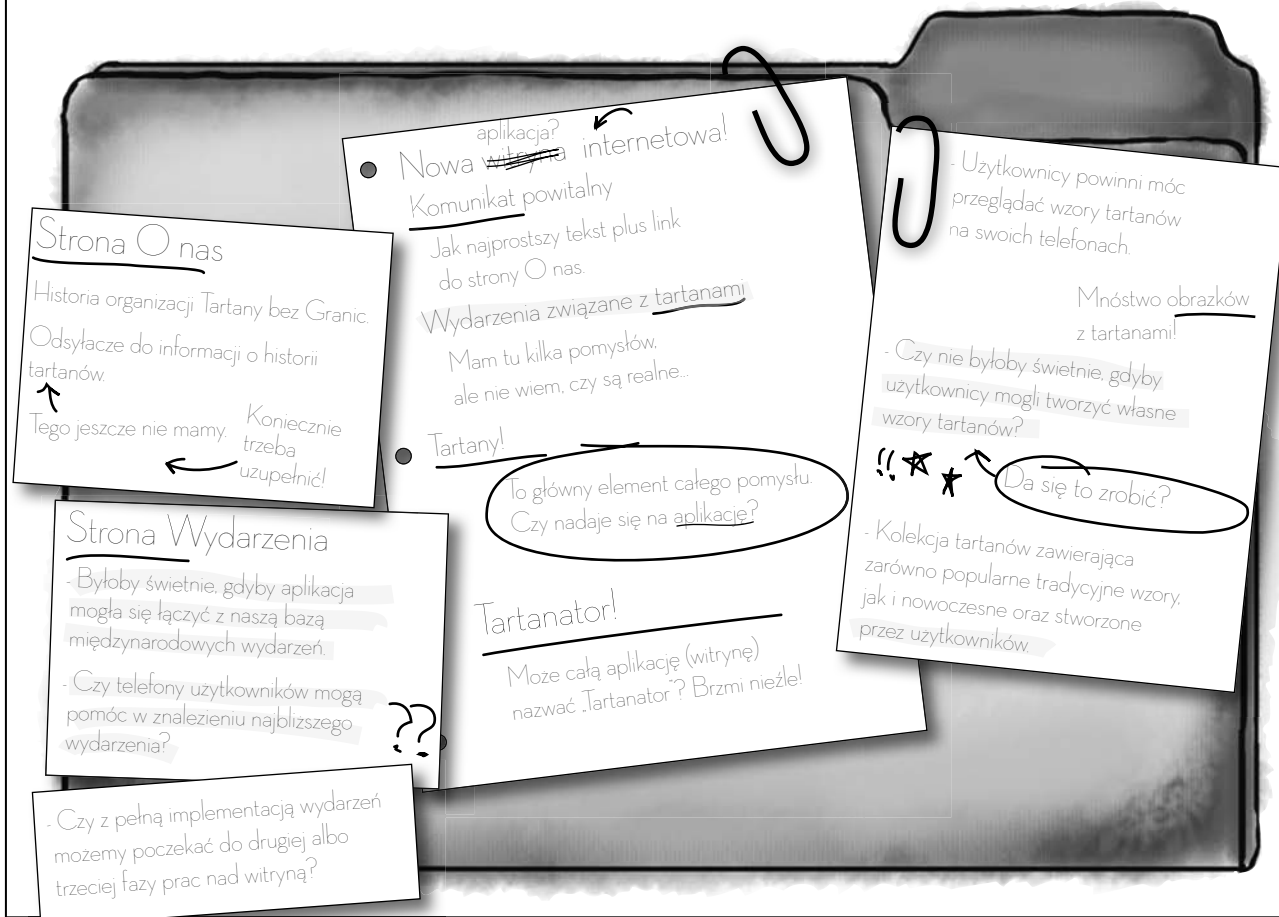 Strona O nas
Historia organizacji Tartany bez Granic.
Odsyłacze do informacji o historii
tartanów.
Tego jeszcze nie mamy.
Koniecznie
trzeba
uzupełnić!
Strona Wydarzenia
- Byłoby świetnie, gdyby aplikacja
mogła się łączyć z naszą bazą
międzynarodowych wydarzeń.
- Czy telefony użytkowników mogą
pomóc w znalezieniu najbliższego
wydarzenia?
??
- Czy z pełną implementacją wydarzeń
możemy poczekać do drugiej albo
trzeciej fazy prac nad witryną?
aplikacja?
Nowa witryna internetowa!
Komunikat powitalny
Jak najprostszy tekst plus link
do strony O nas.
Wydarzenia związane z tartanami
Mam tu kilka pomysłów,
ale nie wiem, czy są realne...
Tartany!
To główny element całego pomysłu.
Czy nadaje się na aplikację?
Tartanator!
Może całą aplikację (witrynę)
nazwać „Tartanator”? Brzmi nieźle!
- Użytkownicy powinni móc
przeglądać wzory tartanów
na swoich telefonach.
Mnóstwo obrazków
z tartanami!
- Czy nie byłoby świetnie, gdyby
użytkownicy mogli tworzyć własne
wzory tartanów?
!!
Da się to zrobić?
- Kolekcja tartanów zawierająca
zarówno popularne tradycyjne wzory,
jak i nowoczesne oraz stworzone
przez użytkowników.